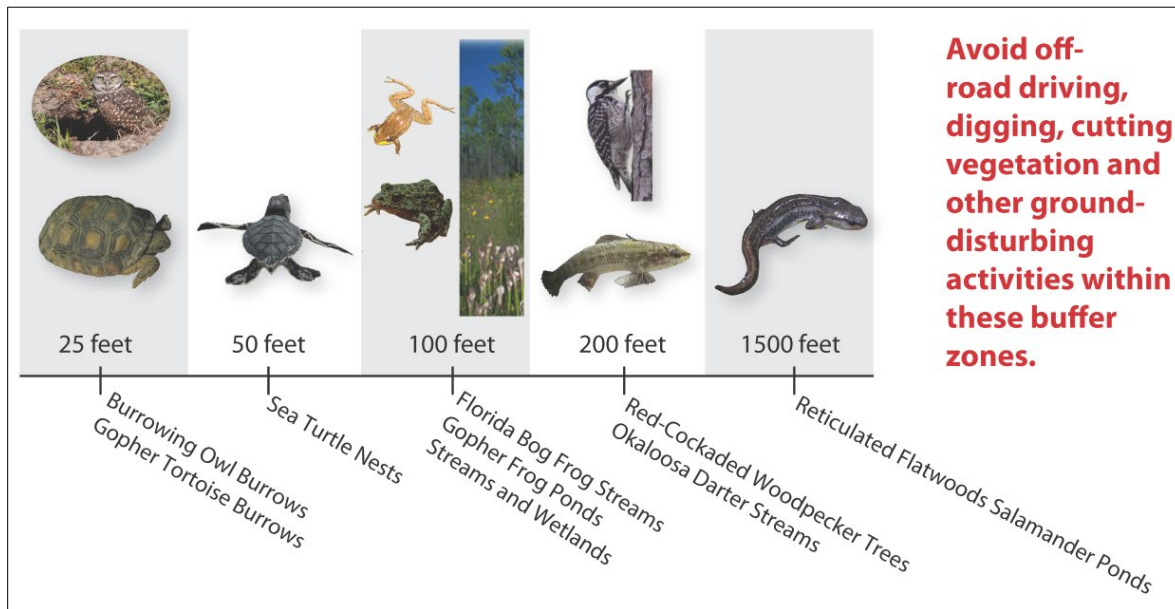 Avoid off-
road driving,
digging, cutting
vegetation and
other ground-
disturbing
activities within
these buffer
zones.
25 feet
50 feet
100 feet
200 feet
1500 feet
Burrowing Owl Burrows
Gopher Tortoise Burrows
Sea Turtle Nests
Florida Bog Frog Streams
Gopher Frog Ponds
Streams and Wetlands
Red-Cockaded Woodpecker Trees
Okaloosa Darter Streams
Reticulated Flatwoods Salamander Ponds